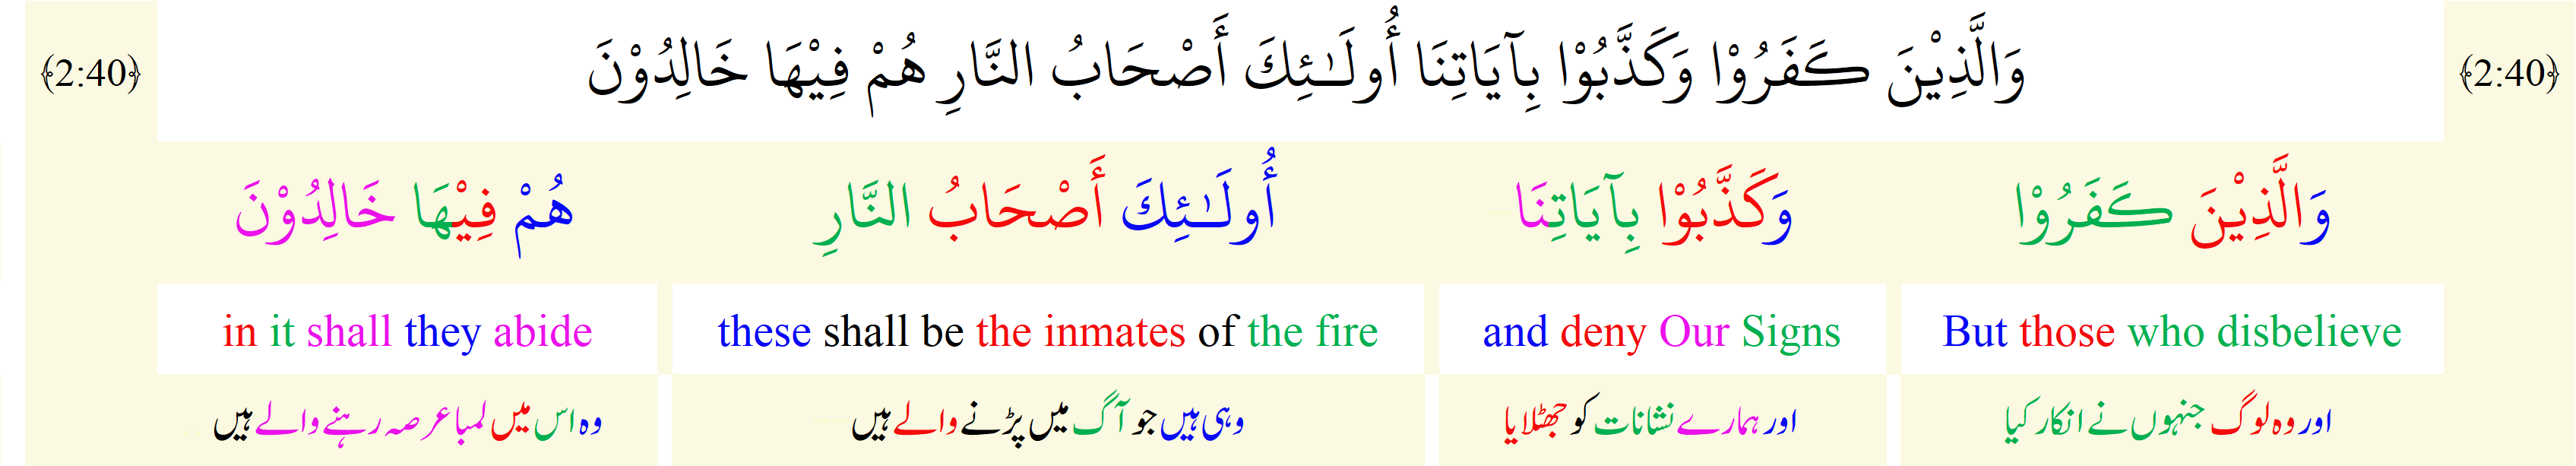 ﴿2:40﴾ وَالَّذِيْنَ كَفَرُوْا وَكَذَّبُوْا بِآيَاتِنَا أُولَـٰئِكَ أَصْحَابُ النَّارِ هُمْ فِيْهَا خَالِدُوْنَ ﴿2:40﴾
وَالَّذِيْنَ كَفَرُوْا وَكَذَّبُوْا بِآيَاتِنَا أُولَـٰئِكَ أَصْحَابُ النَّارِ هُمْ فِيْهَا خَالِدُوْنَ
But those who disbelieve and deny Our Signs these shall be the inmates of the fire in it shall they abide
اور وہ لوگ جنہوں نے انکار کیا اور ہمارے نشانات کو جھٹلایا وہی ہیں جو آگ میں پڑنے والے ہیں وہ اس میں لمبا عرصہ رہنے والے ہیں